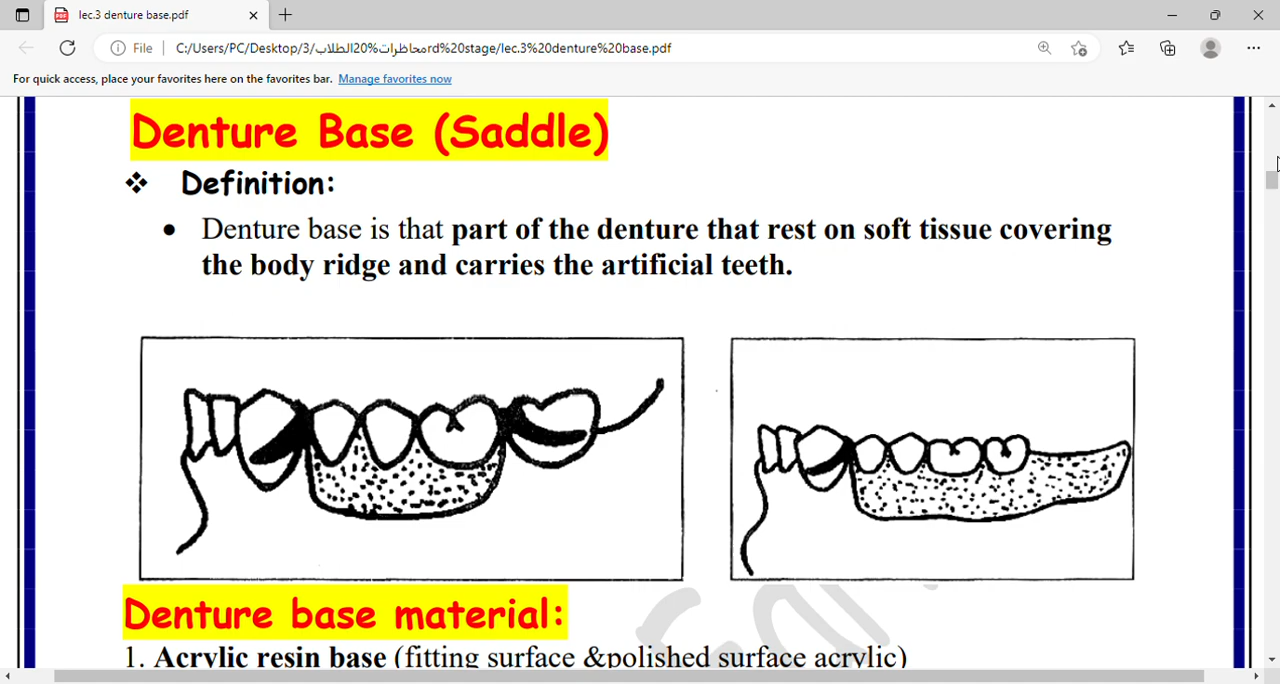 lec.3 denture base.pdf
File
C:/Users/PC/Desktop/3/محاظرات%20الطلابrd%20stage/lec.3%20denture%20base.pdf
For quick access, place your favorites here on the favorites bar. Manage favorites now
Denture Base (Saddle)
❖ Definition:
• Denture base is that part of the denture that rest on soft tissue covering
the body ridge and carries the artificial teeth.
Denture base material:
1. Acrylic resin base (fitting surface &polished surface acrylic)